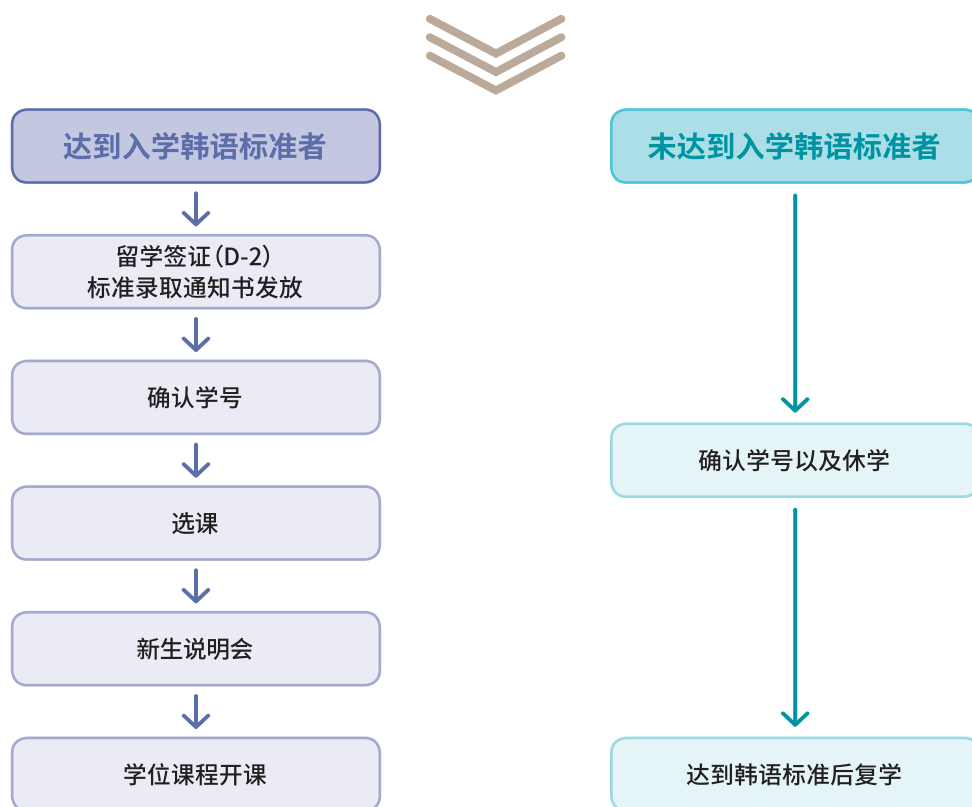 达到入学韩语标准者
留学签证(D-2)
标准录取通知书发放
确认学号
选课
新生说明会
学位课程开课
未达到入学韩语标准者
确认学号以及休学
达到韩语标准后复学